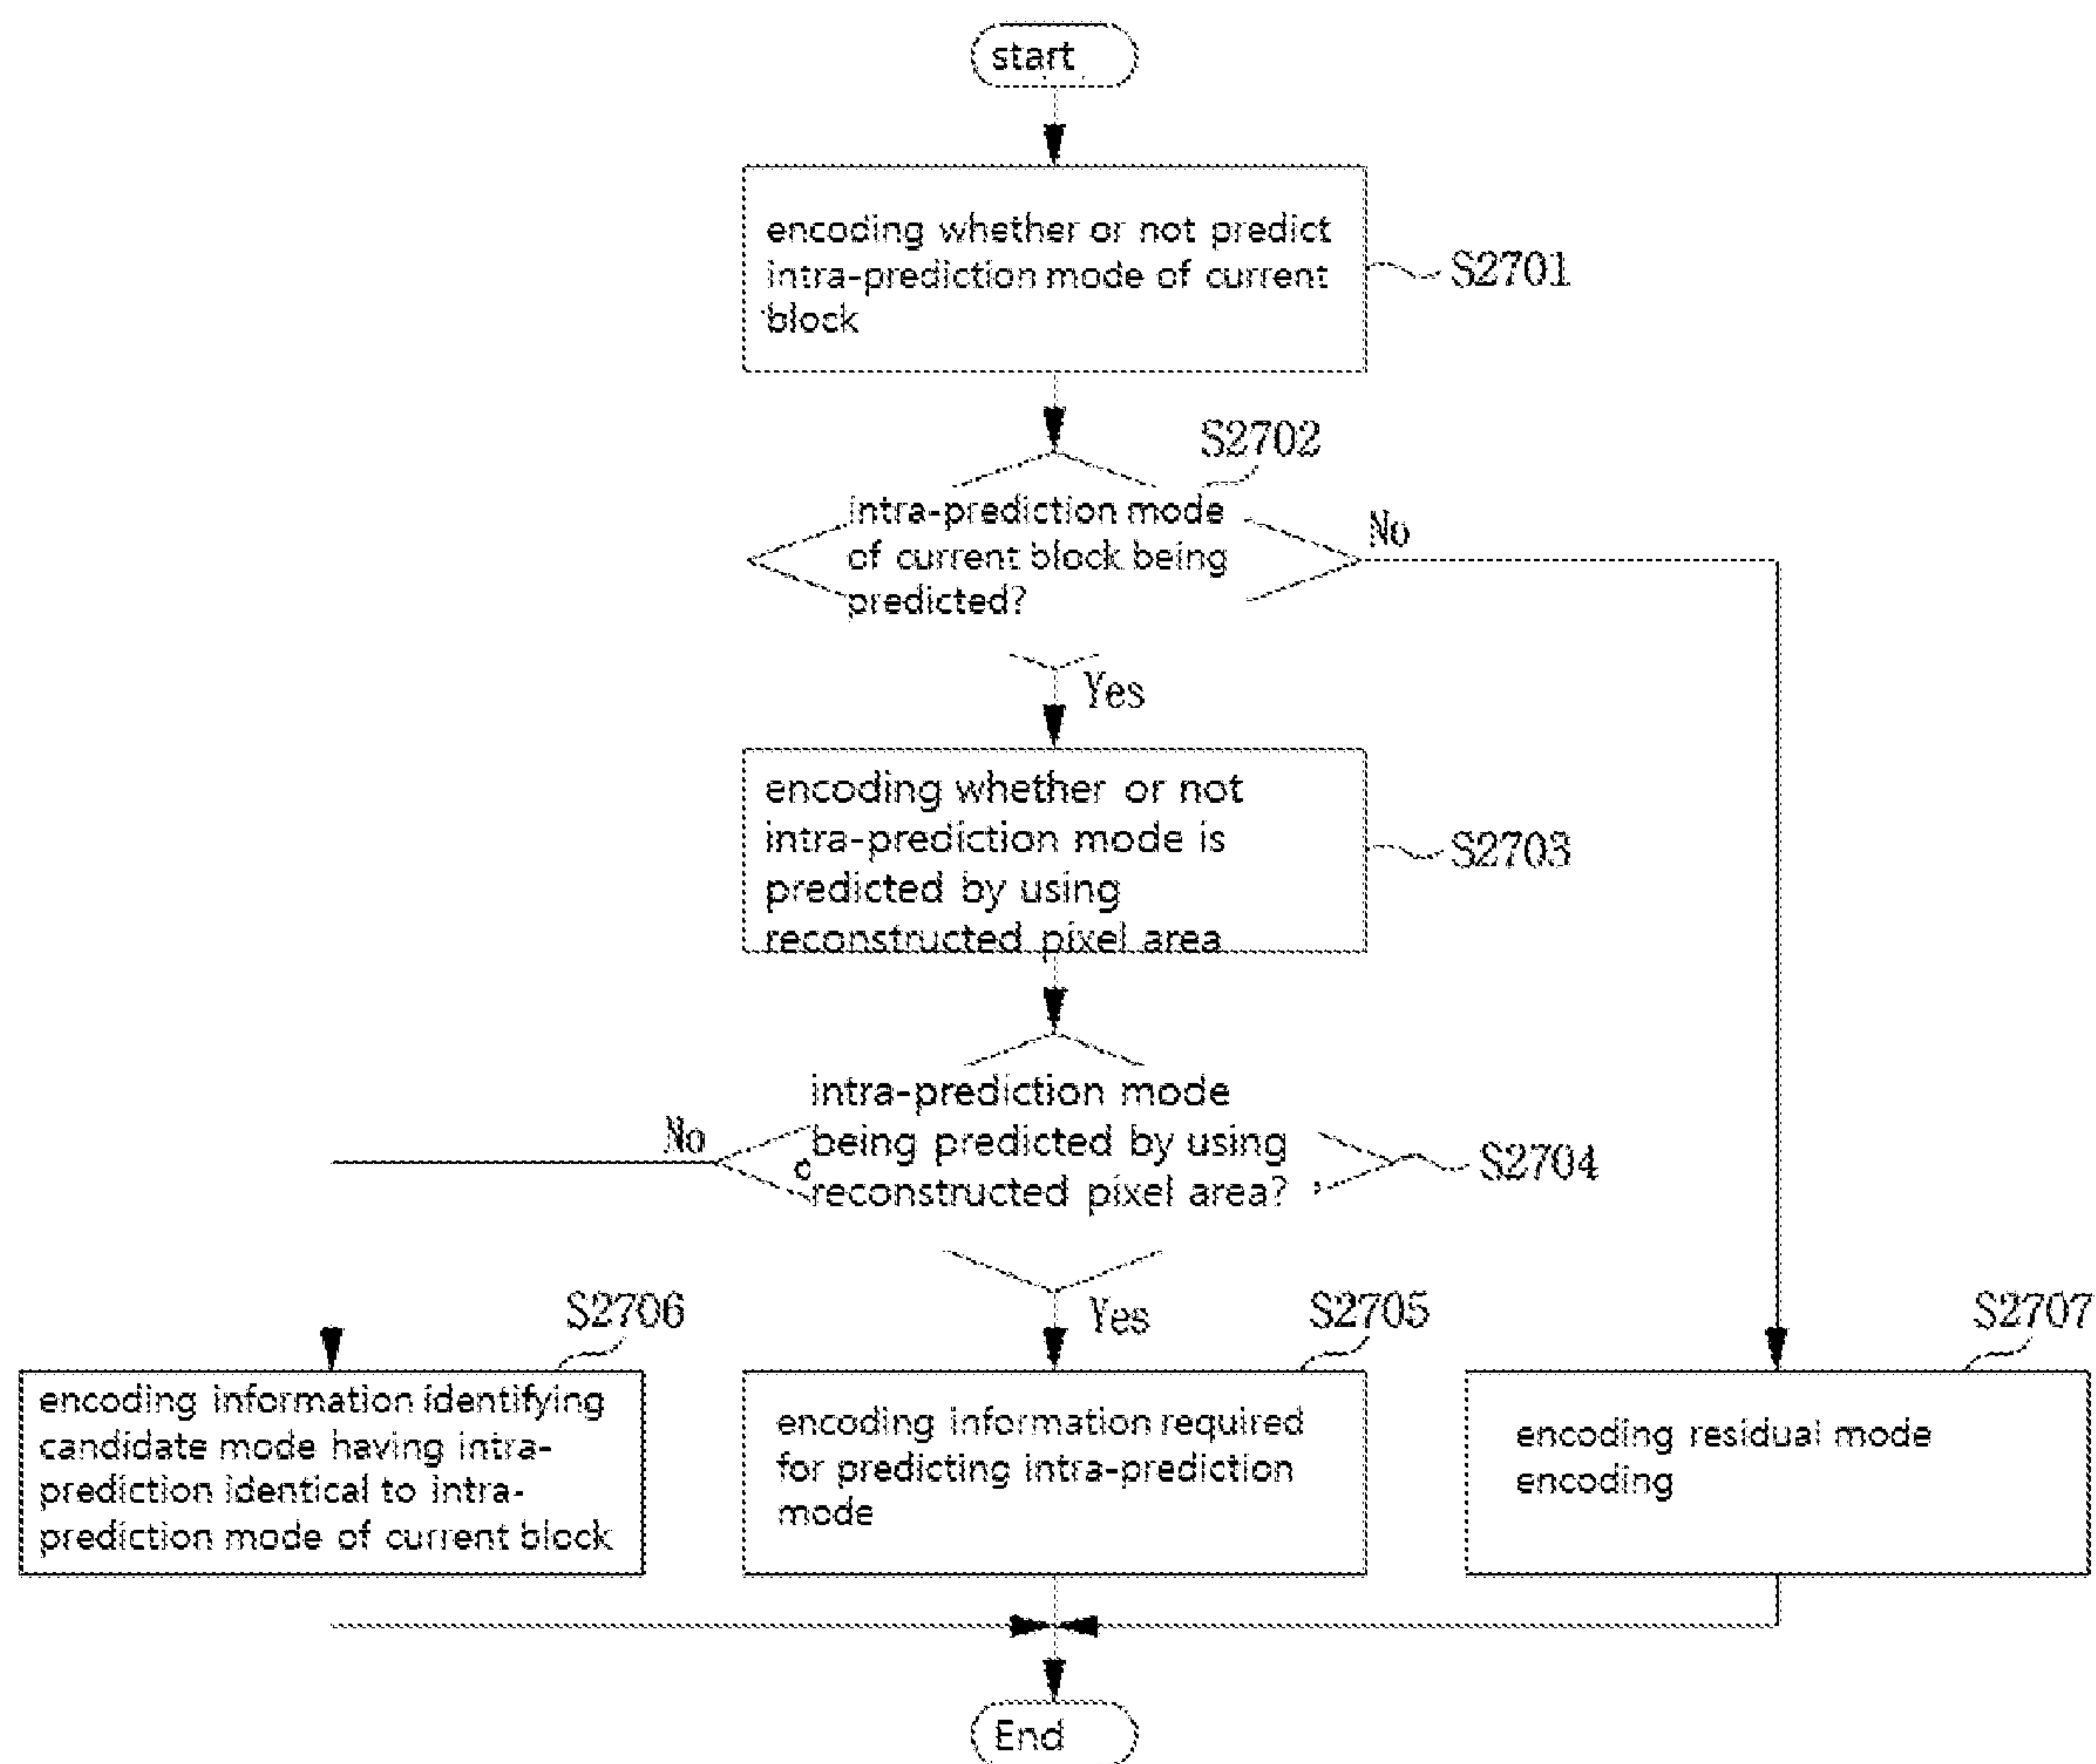 start
encoding whether or not predict
intra-prediction mode of current
block
S2701
S2702
intra-prediction mode
of current block being
predicted?
No
Yes
encoding whether or not
intra-prediction mode is
predicted by using
reconstructed pixel area
S2703
intra-prediction mode
being predicted by using
reconstructed pixel area?
No
S2704
Yes
S2706
encoding information identifying
candidate mode having intra-
prediction identical to intra-
prediction mode of current block
S2705
encoding information required
for predicting intra-prediction
mode
S2707
encoding residual mode
encoding
End